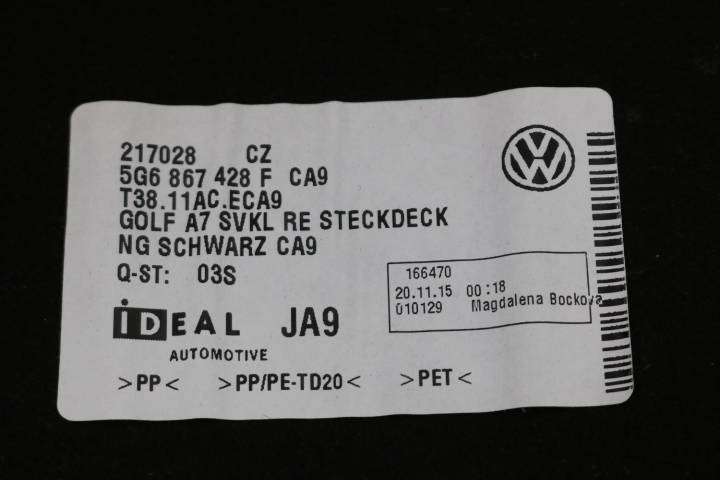 217028 CZ
5G6 867 428 F CA9
T38.11AC.ECA9
GOLF A7 SVKL RE STECKDECK
NG SCHWARZ CA9
Q-ST: 03S
166470
20.11.15 00:18
010129 Magdalena Bockova
iDEAL JA9
AUTOMOTIVE
>PP< >PP/PE-TD20< >PET<
VW